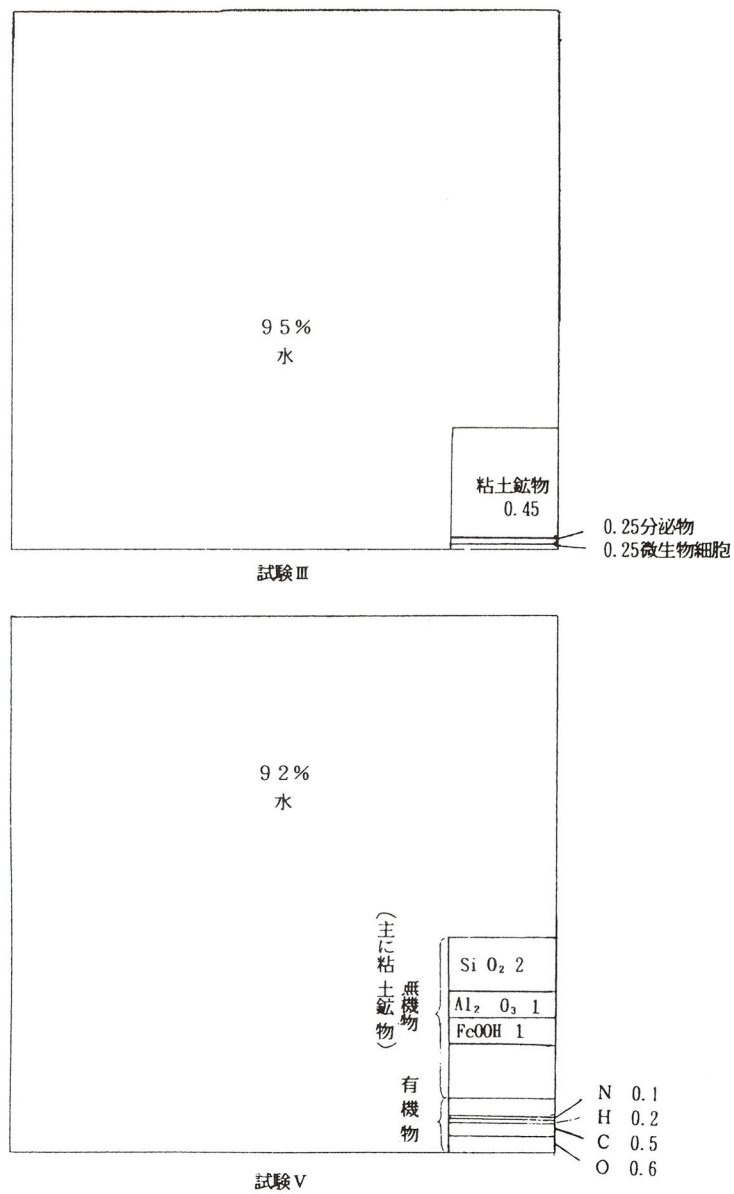 95%
水
粘土鉱物
0.45
0.25分泌物
0.25微生物細胞
試験Ⅲ
92%
水
(主に粘土鉱物)
無機物
SiO₂ 2
Al₂ O₃ 1
FeOOH 1
有機物
N 0.1
H 0.2
C 0.5
O 0.6
試験Ⅴ